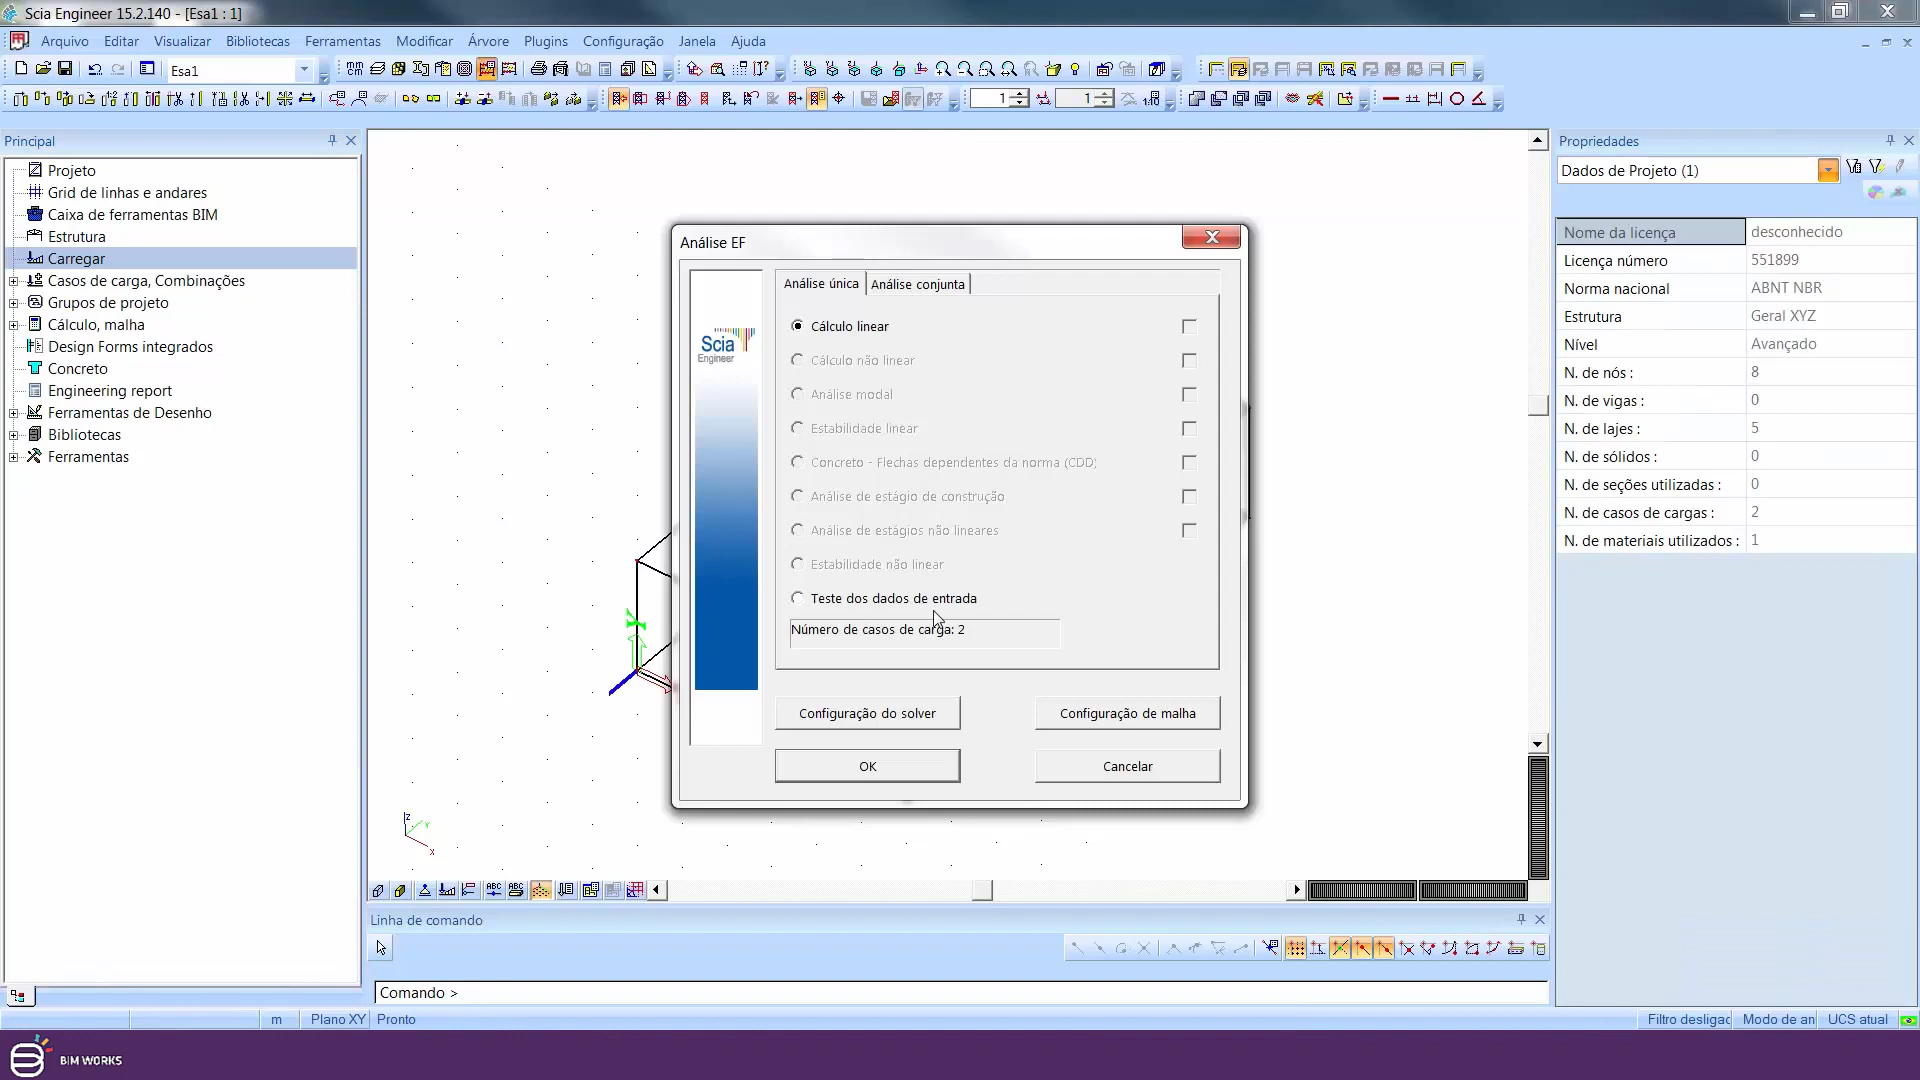 Scia Engineer 15.2.140 - [Esa1 : 1]
Arquivo Editar Visualizar Bibliotecas Ferramentas Modificar Árvore Plugins Configuração Janela Ajuda
Esa1
1 1
Principal
Projeto
Grid de linhas e andares
Caixa de ferramentas BIM
Estrutura
Carregar
Casos de carga, Combinações
Grupos de projeto
Cálculo, malha
Design Forms integrados
Concreto
Engineering report
Ferramentas de Desenho
Bibliotecas
Ferramentas
Análise EF
Scia
Engineer
Análise única Análise conjunta
Cálculo linear
Cálculo não linear
Análise modal
Estabilidade linear
Concreto - Flechas dependentes da norma (CDD)
Análise de estágio de construção
Análise de estágios não lineares
Estabilidade não linear
Teste dos dados de entrada
Número de casos de carga: 2
Configuração do solver Configuração de malha
OK Cancelar
Y
z
Y
x
ABC ABC
Propriedades
Dados de Projeto (1)
Nome da licença desconhecido
Licença número 551899
Norma nacional ABNT NBR
Estrutura Geral XYZ
Nível Avançado
N. de nós : 8
N. de vigas : 0
N. de lajes : 5
N. de sólidos : 0
N. de seções utilizadas : 0
N. de casos de cargas : 2
N. de materiais utilizados : 1
Linha de comando
Comando >
m Plano XY Pronto Filtro desligac Modo de an UCS atual
BIM WORKS